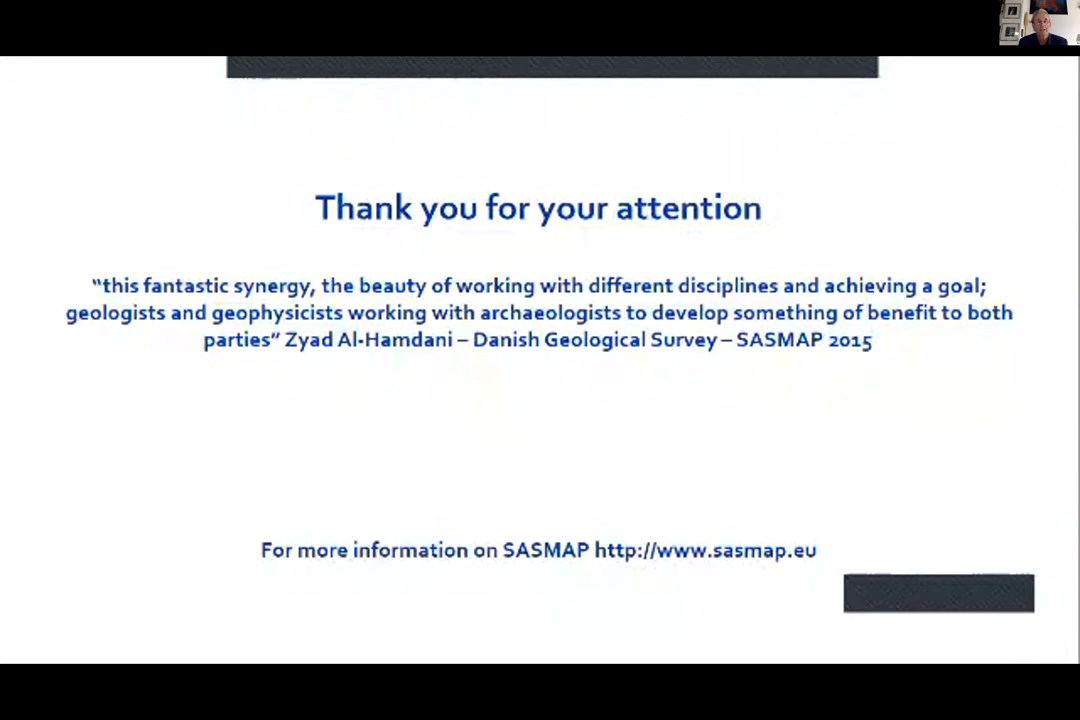 Thank you for your attention
“this fantastic synergy, the beauty of working with different disciplines and achieving a goal;
geologists and geophysicists working with archaeologists to develop something of benefit to both
parties” Zyad Al-Hamdani – Danish Geological Survey – SASMAP 2015
For more information on SASMAP http://www.sasmap.eu